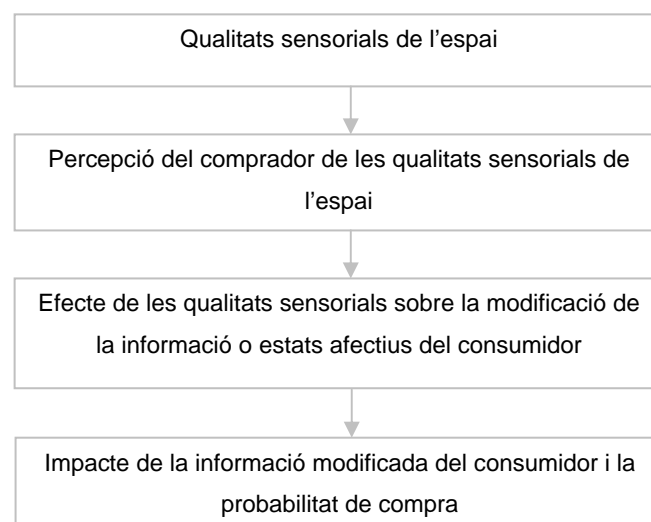 Qualitats sensorials de l’espai
Percepció del comprador de les qualitats sensorials de
l’espai
Efecte de les qualitats sensorials sobre la modificació de
la informació o estats afectius del consumidor
Impacte de la informació modificada del consumidor i la
probabilitat de compra